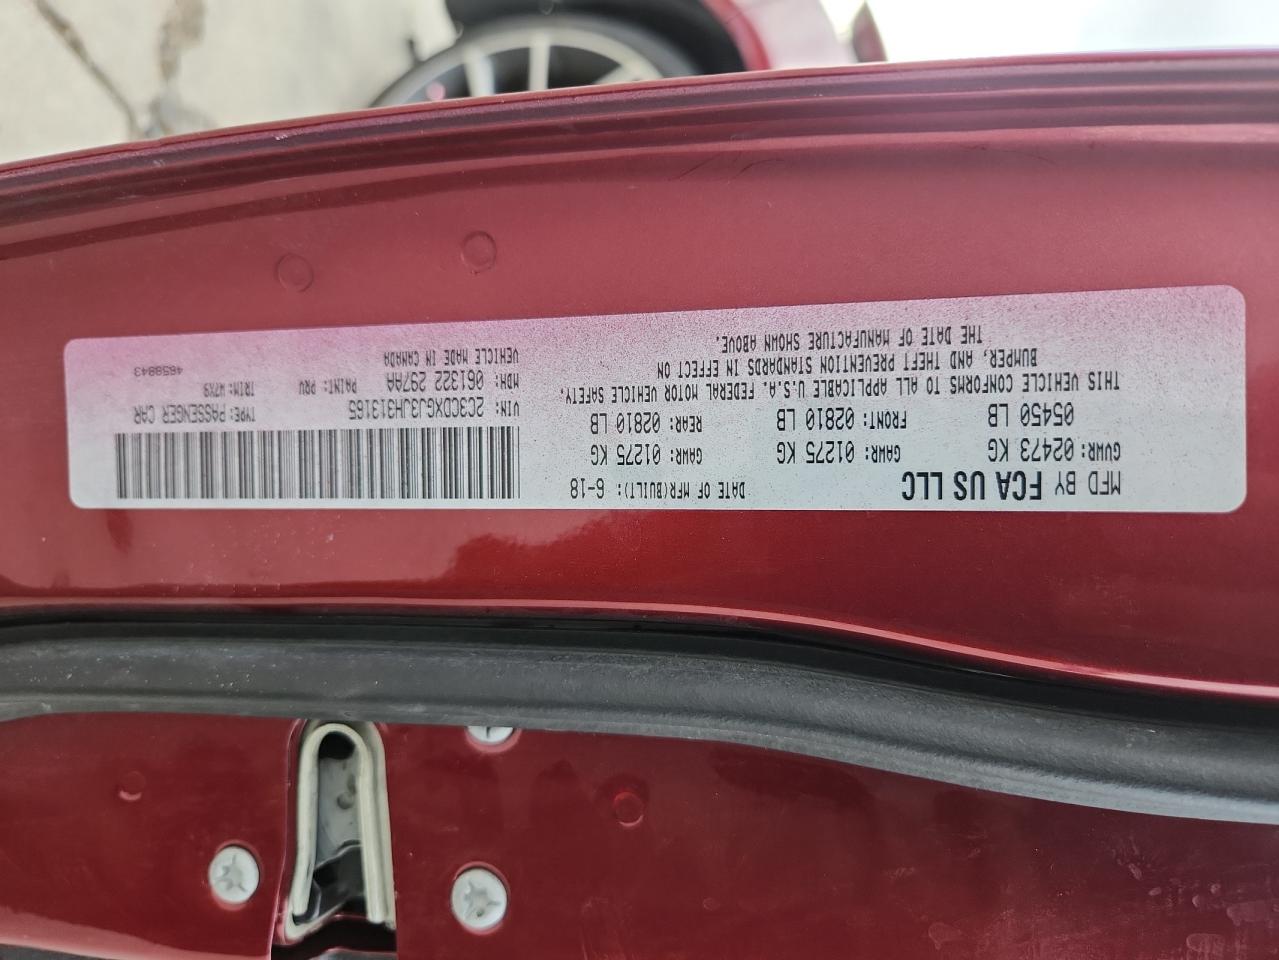 MFD BY FCA US LLC
DATE OF MFR(BUILT): 6-18
GVWR: 02473 KG
GAWR: 01275 KG
GAWR: 01275 KG
05450 LB
FRONT: 02810 LB
REAR: 02810 LB
THIS VEHICLE CONFORMS TO ALL APPLICABLE U.S.A. FEDERAL MOTOR VEHICLE SAFETY,
BUMPER, AND THEFT PREVENTION STANDARDS IN EFFECT ON
THE DATE OF MANUFACTURE SHOWN ABOVE.
VIN: 2C3CDXGJ3JH313165
TYPE: PASSENGER CAR
MDH: 061322 297AA
PAINT: PRV
TRIM: W7X9
VEHICLE MADE IN CANADA
4658843